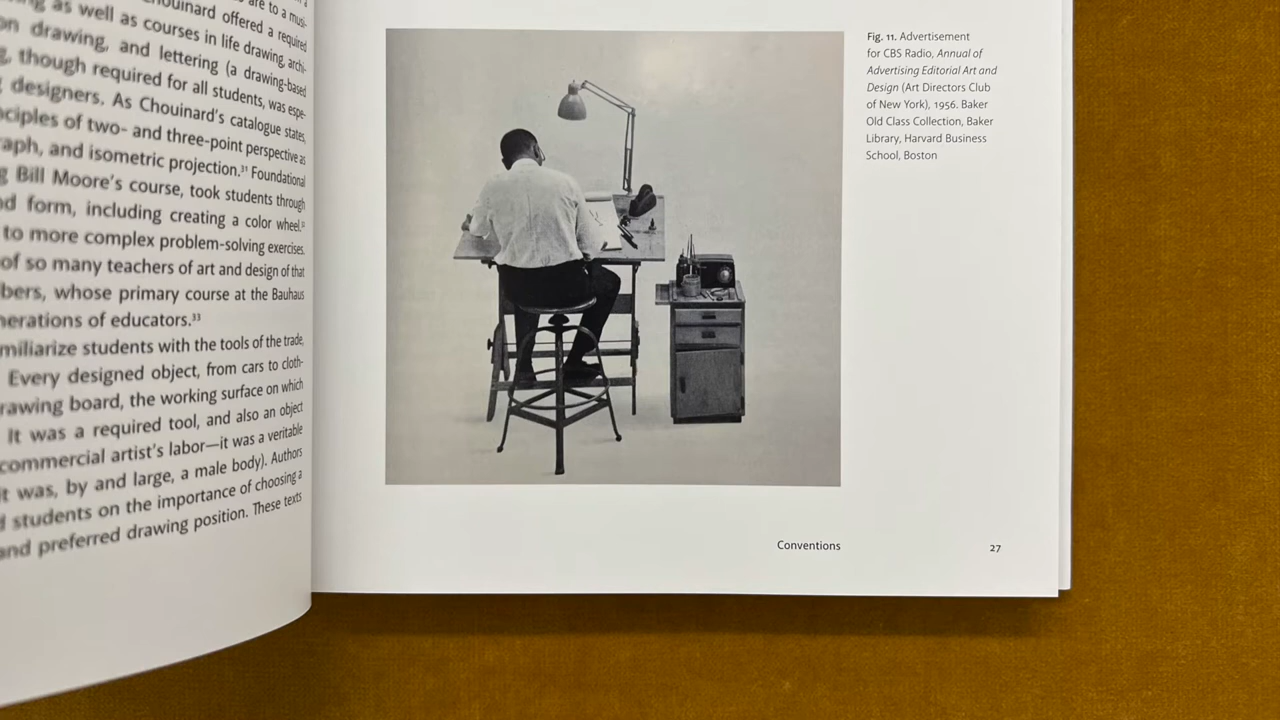 are to a musi-
Chouinard offered a required
as well as courses in life drawing, archi-
drawing, and lettering (a drawing-based
though required for all students, was espe-
designers. As Chouinard's catalogue states,
two- and three-point perspective as
and isometric projection.³¹ Foundational
Bill Moore's course, took students through
form, including creating a color wheel.³²
to more complex problem-solving exercises.
of so many teachers of art and design of that
whose primary course at the Bauhaus
of educators.³³
students with the tools of the trade,
Every designed object, from cars to cloth-
board, the working surface on which
It was a required tool, and also an object
commercial artist's labor—it was a veritable
it was, by and large, a male body). Authors
students on the importance of choosing a
and preferred drawing position. These texts
Fig. 11. Advertisement
for CBS Radio, Annual of
Advertising Editorial Art and
Design (Art Directors Club
of New York), 1956. Baker
Old Class Collection, Baker
Library, Harvard Business
School, Boston
Conventions 27